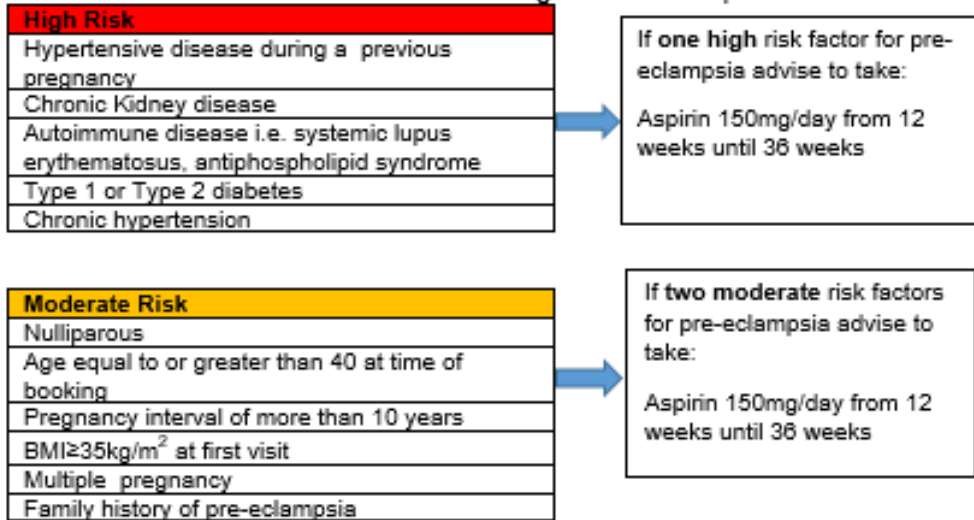 High Risk
Hypertensive disease during a previous
pregnancy
Chronic Kidney disease
Autoimmune disease i.e. systemic lupus
erythematosus, antiphospholipid syndrome
Type 1 or Type 2 diabetes
Chronic hypertension
If one high risk factor for pre-
eclampsia advise to take:
Aspirin 150mg/day from 12
weeks until 36 weeks
Moderate Risk
Nulliparous
Age equal to or greater than 40 at time of
booking
Pregnancy interval of more than 10 years
BMI≥35kg/m² at first visit
Multiple pregnancy
Family history of pre-eclampsia
If two moderate risk factors
for pre-eclampsia advise to
take:
Aspirin 150mg/day from 12
weeks until 36 weeks